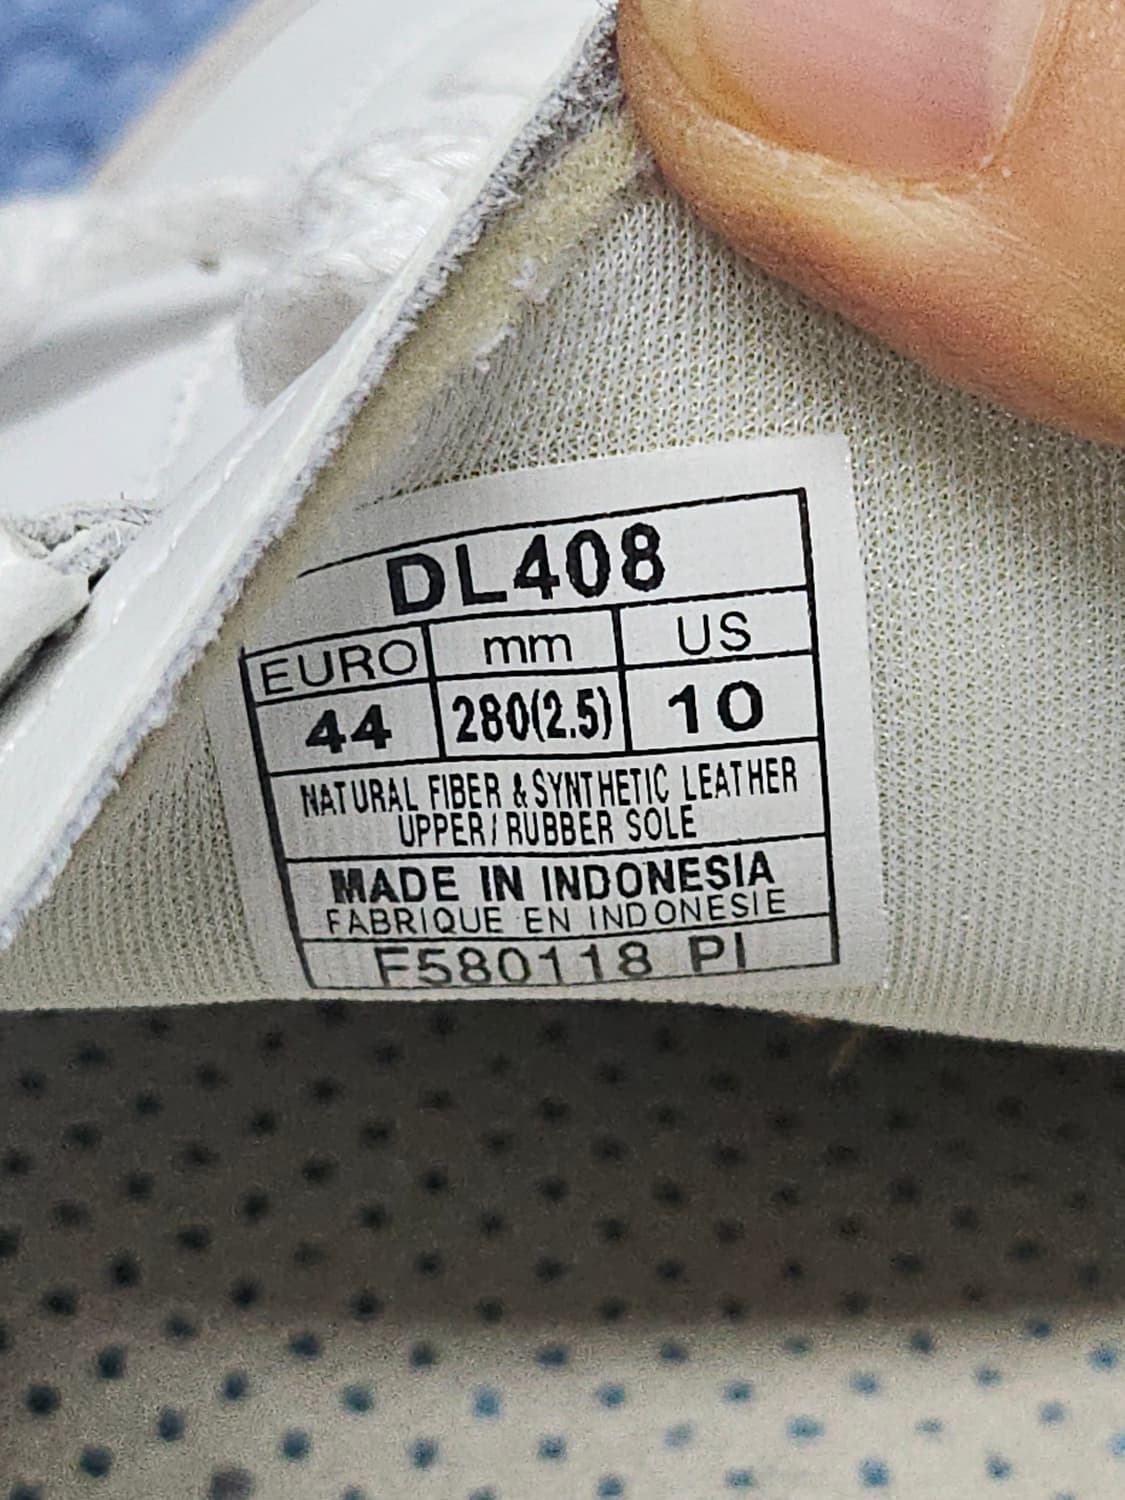 DL408
EURO mm US
44 280(2.5) 10
NATURAL FIBER & SYNTHETIC LEATHER
UPPER/RUBBER SOLE
MADE IN INDONESIA
FABRIQUE EN INDONESIE
F580118 PI